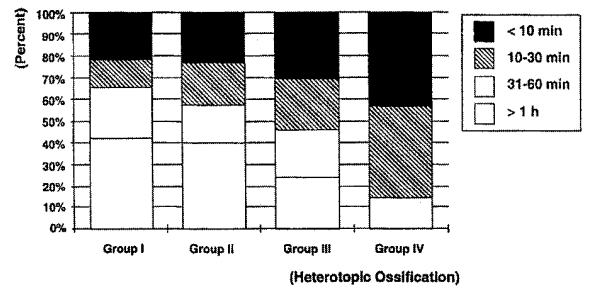 (Percent)
100%
90%
80%
70%
60%
50%
40%
30%
20%
10%
0%
Group I Group II Group III Group IV
(Heterotopic Ossification)
< 10 min
10-30 min
31-60 min
> 1 h